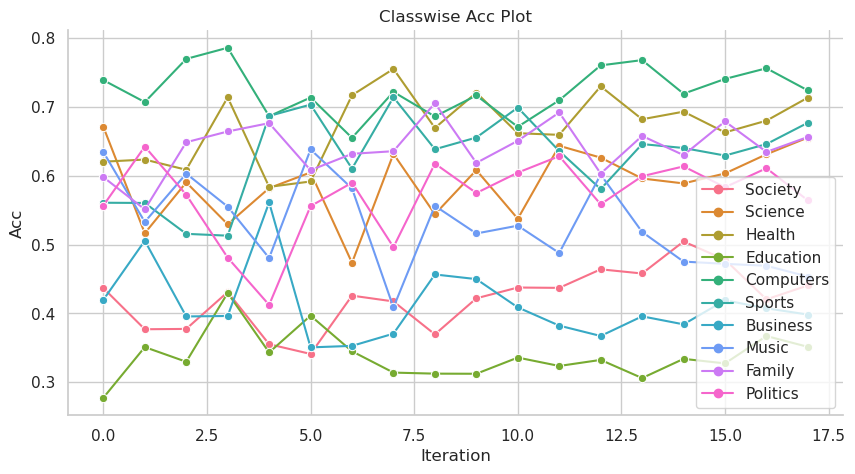 Classwise Acc Plot
0.8
0.7
0.6
0.5
0.4
0.3
Acc
0.0 2.5 5.0 7.5 10.0 12.5 15.0 17.5
Iteration
Society
Science
Health
Education
Computers
Sports
Business
Music
Family
Politics